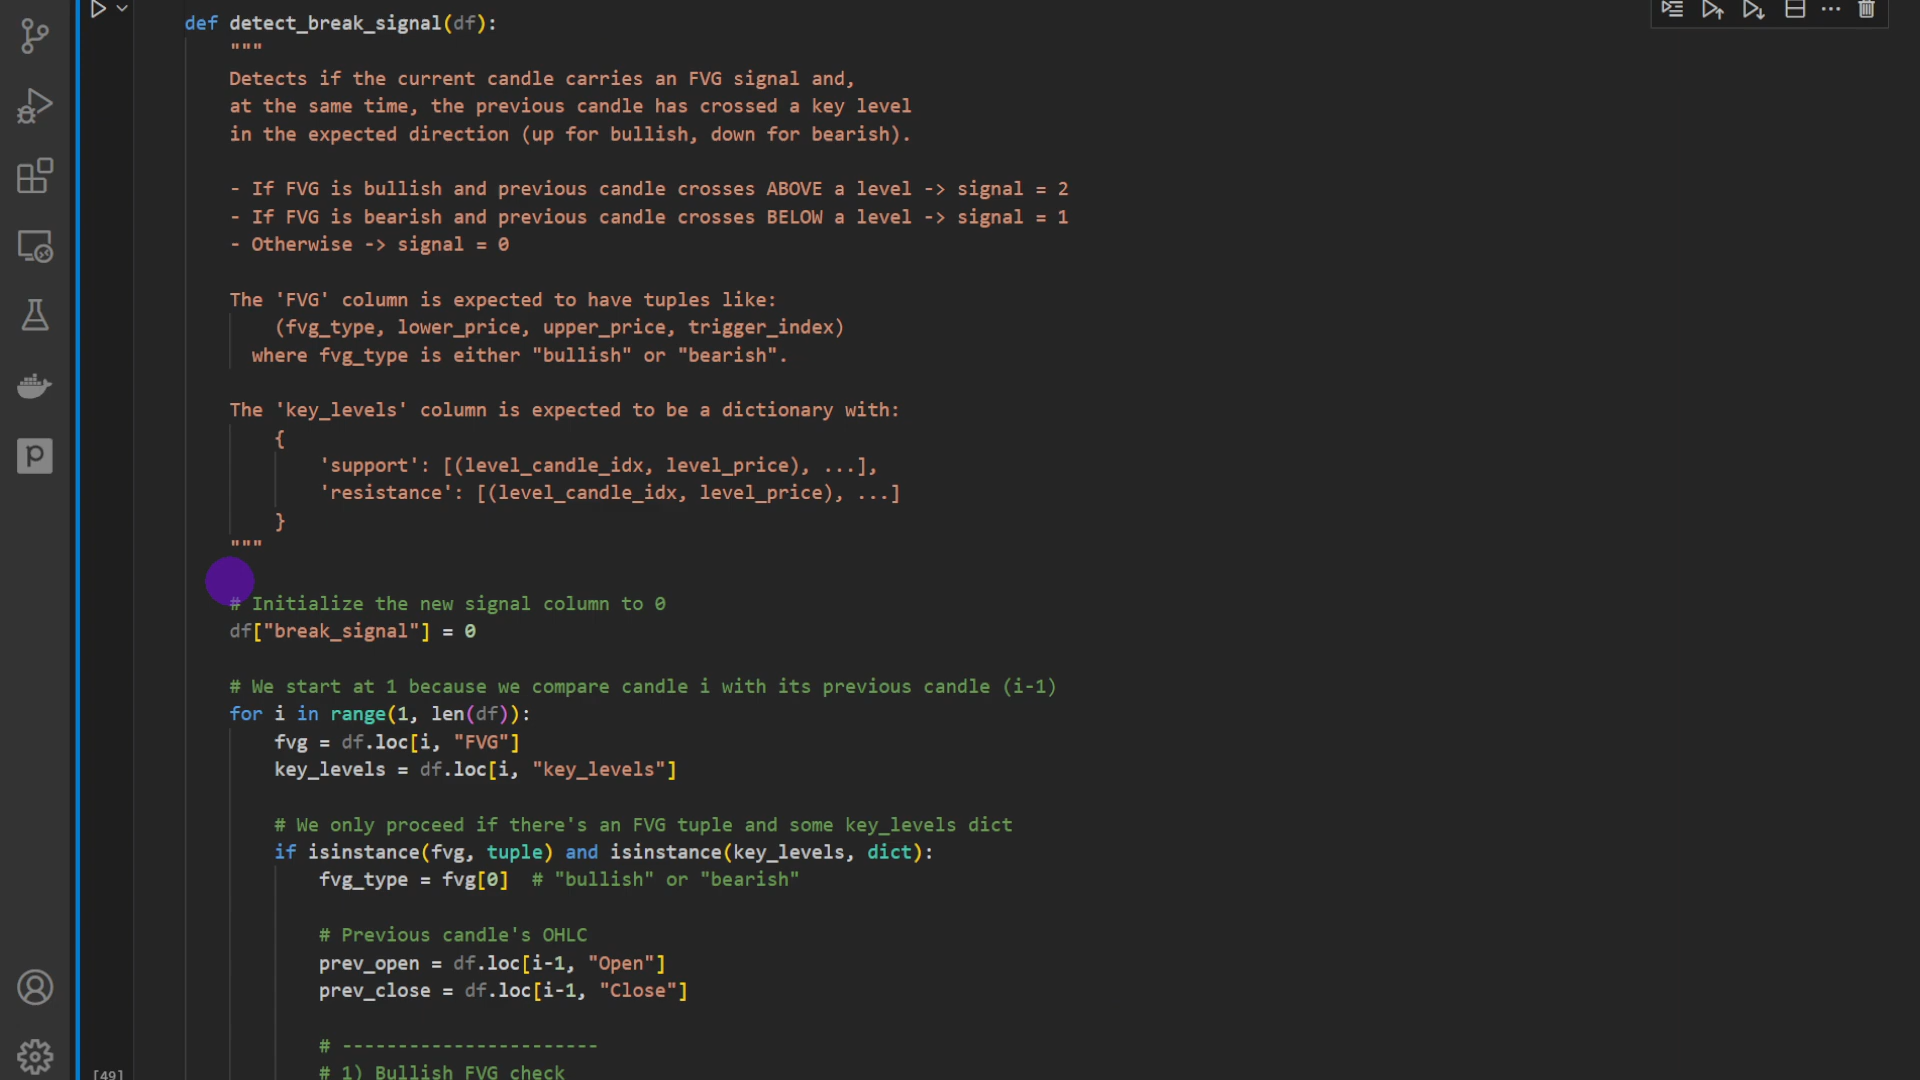 def detect_break_signal(df):
    """
    Detects if the current candle carries an FVG signal and,
    at the same time, the previous candle has crossed a key level
    in the expected direction (up for bullish, down for bearish).

    - If FVG is bullish and previous candle crosses ABOVE a level -> signal = 2
    - If FVG is bearish and previous candle crosses BELOW a level -> signal = 1
    - Otherwise -> signal = 0

    The 'FVG' column is expected to have tuples like:
        (fvg_type, lower_price, upper_price, trigger_index)
      where fvg_type is either "bullish" or "bearish".

    The 'key_levels' column is expected to be a dictionary with:
        {
            'support': [(level_candle_idx, level_price), ...],
            'resistance': [(level_candle_idx, level_price), ...]
        }
    """

    # Initialize the new signal column to 0
    df["break_signal"] = 0

    # We start at 1 because we compare candle i with its previous candle (i-1)
    for i in range(1, len(df)):
        fvg = df.loc[i, "FVG"]
        key_levels = df.loc[i, "key_levels"]

        # We only proceed if there's an FVG tuple and some key_levels dict
        if isinstance(fvg, tuple) and isinstance(key_levels, dict):
            fvg_type = fvg[0]  # "bullish" or "bearish"

            # Previous candle's OHLC
            prev_open = df.loc[i-1, "Open"]
            prev_close = df.loc[i-1, "Close"]

            # -----------------------
            # 1) Bullish FVG check
[49]